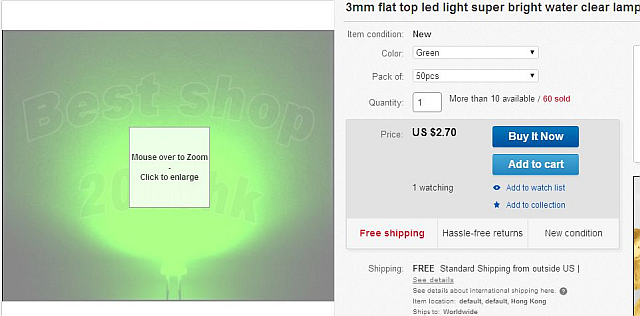 3mm flat top led light super bright water clear lamp
Item condition: New
Color: Green
Pack of: 50pcs
Quantity: 1 More than 10 available / 60 sold
Price: US $2.70
Buy It Now
Add to cart
1 watching
Add to watch list
Add to collection
Free shipping Hassle-free returns New condition
Shipping: FREE Standard Shipping from outside US |
See details
See details about international shipping here. ?
Item location: default, default, Hong Kong
Ships to: Worldwide
Best shop
Mouse over to Zoom
-
Click to enlarge
hk